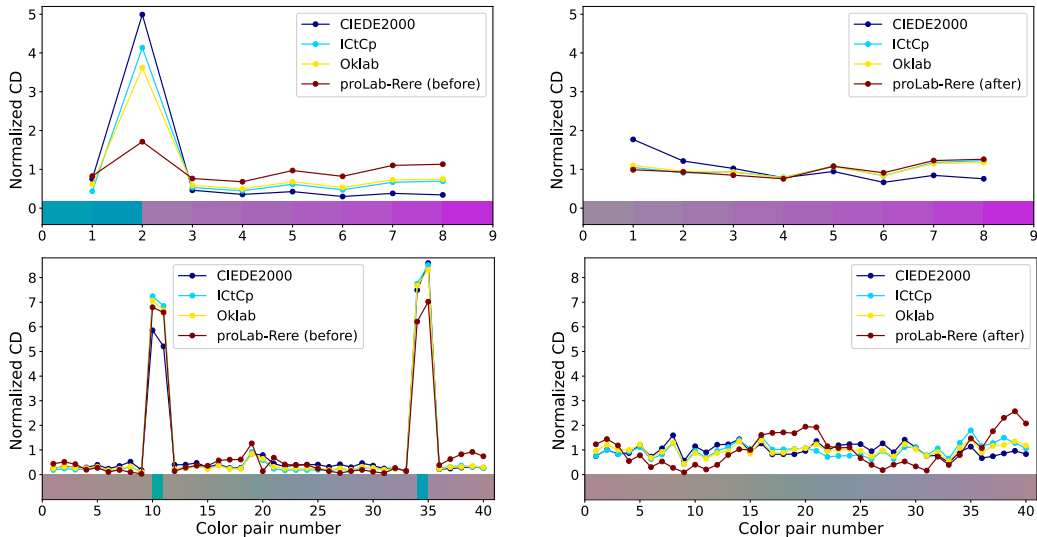 Normalized CD
5
4
3
2
1
0
CIEDE2000
ICtCp
Oklab
proLab-Rere (before)
0 1 2 3 4 5 6 7 8 9
Normalized CD
5
4
3
2
1
0
CIEDE2000
ICtCp
Oklab
proLab-Rere (after)
0 1 2 3 4 5 6 7 8 9
Normalized CD
8
7
6
5
4
3
2
1
0
CIEDE2000
ICtCp
Oklab
proLab-Rere (before)
0 5 10 15 20 25 30 35 40
Color pair number
Normalized CD
8
7
6
5
4
3
2
1
0
CIEDE2000
ICtCp
Oklab
proLab-Rere (after)
0 5 10 15 20 25 30 35 40
Color pair number